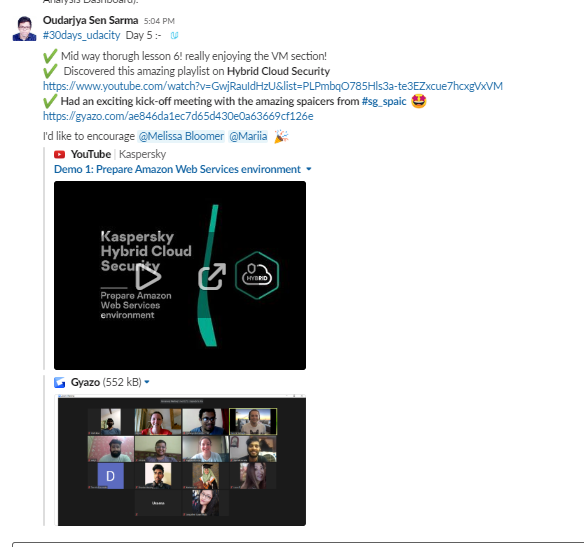 Analysis Dashboard).
Oudarjya Sen Sarma 5:04 PM
#30days_udacity Day 5 :-
Mid way thorugh lesson 6! really enjoying the VM section!
Discovered this amazing playlist on Hybrid Cloud Security
https://www.youtube.com/watch?v=GwjRauIdHzU&list=PLPmbqO785Hls3a-te3EZxcue7hcxgVxVM
Had an exciting kick-off meeting with the amazing spaicers from #sg_spaic
https://gyazo.com/ae846da1ec7d65d430e0a63669cf126e
I'd like to encourage @Melissa Bloomer @Mariia
YouTube | Kaspersky
Demo 1: Prepare Amazon Web Services environment
Kaspersky
Hybrid Cloud
Security
HYBRID
Prepare Amazon
Web Services
environment
Gyazo (552 kB)
D